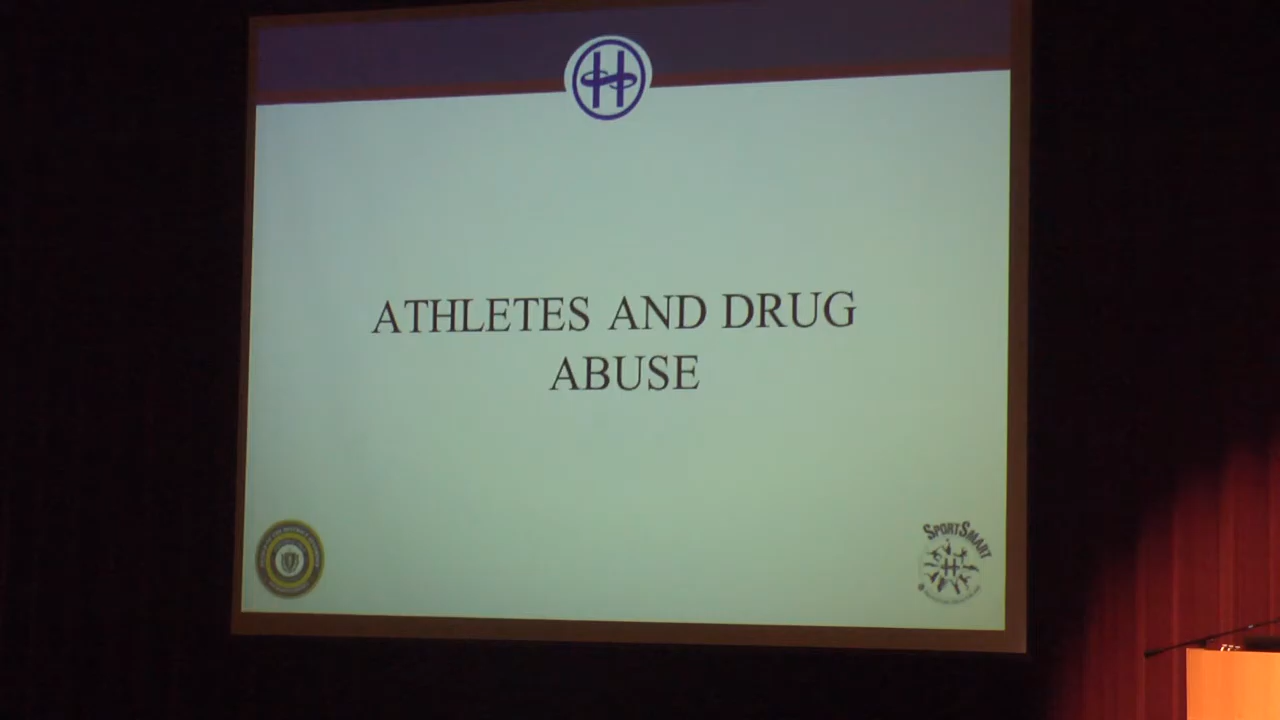 H
ATHLETES AND DRUG
ABUSE
SPORTSMART
H